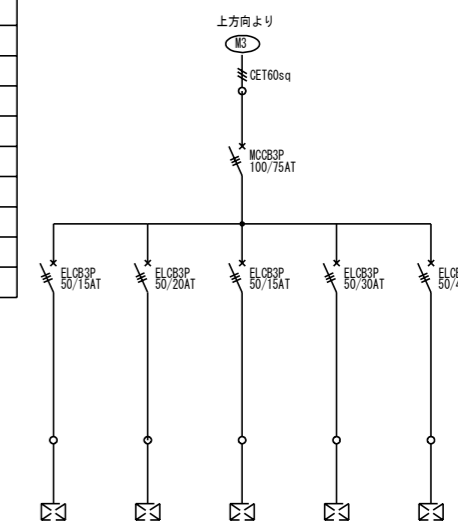 上方向より
M3
CET60sq
MCCB3P
100/75AT
ELCB3P
50/15AT
ELCB3P
50/20AT
ELCB3P
50/15AT
ELCB3P
50/30AT